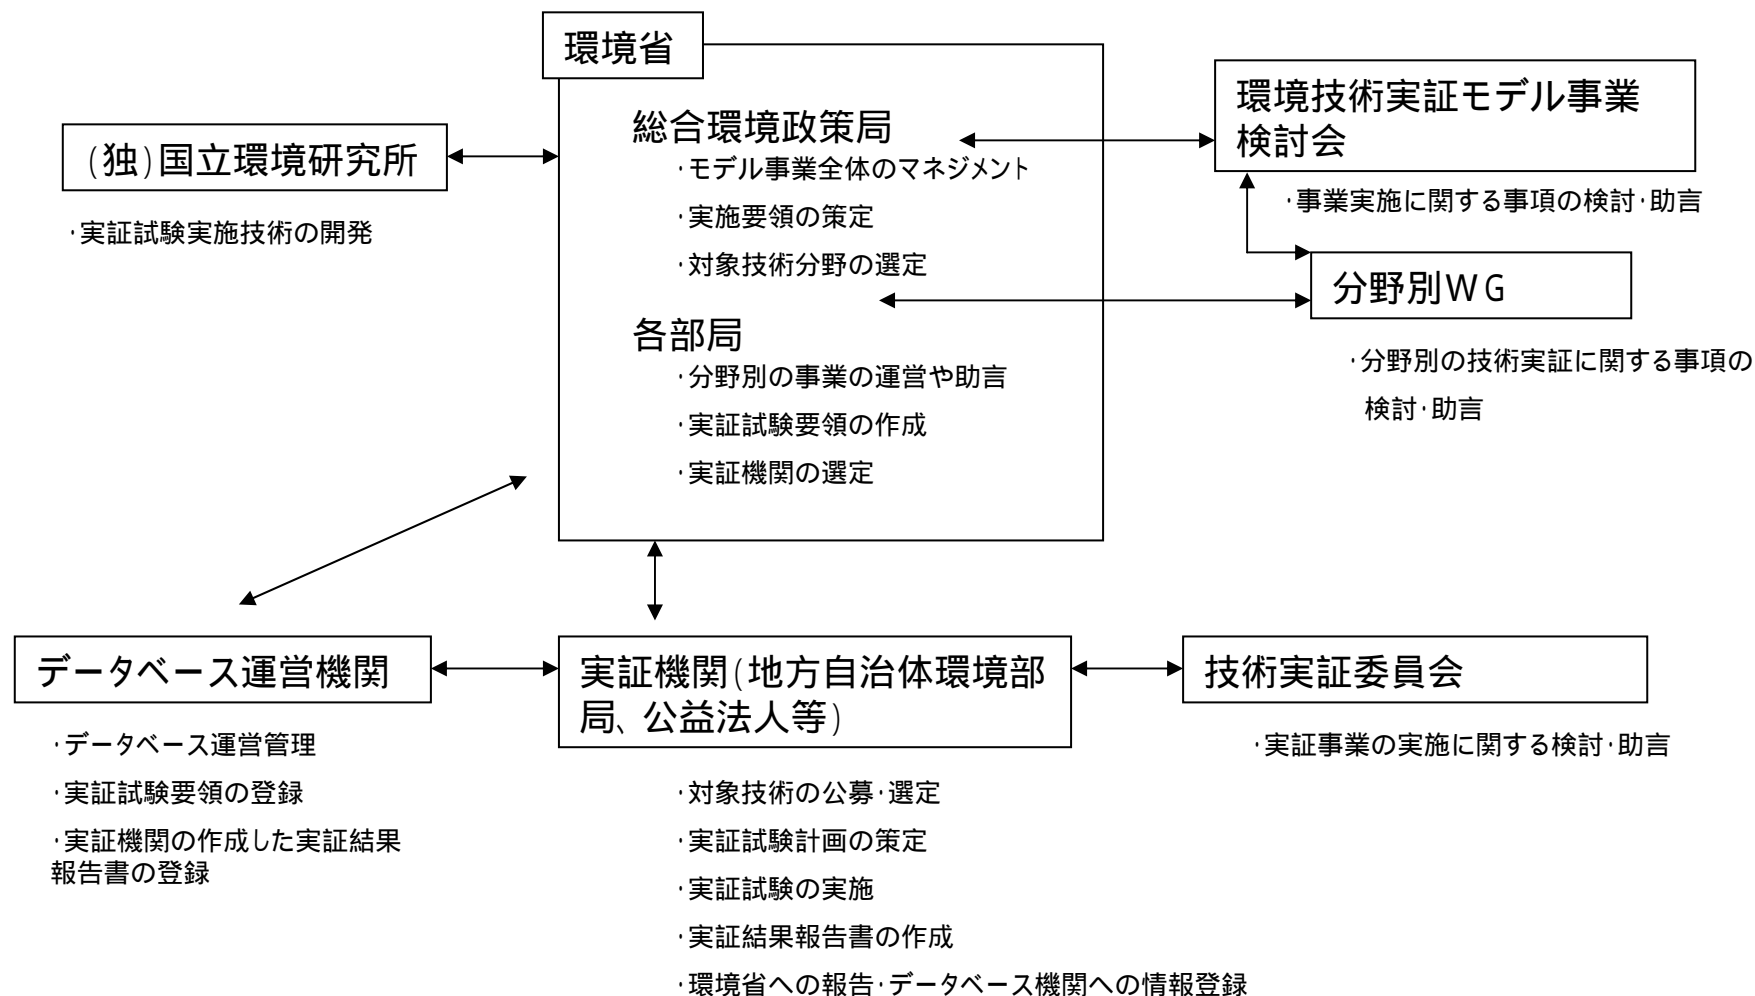 環境省
総合環境政策局
·モデル事業全体のマネジメント
·実施要領の策定
·対象技術分野の選定
各部局
·分野別の事業の運営や助言
·実証試験要領の作成
·実証機関の選定
(独)国立環境研究所
·実証試験実施技術の開発
環境技術実証モデル事業
検討会
·事業実施に関する事項の検討·助言
分野別WG
·分野別の技術実証に関する事項の
検討·助言
データベース運営機関
·データベース運営管理
·実証試験要領の登録
·実証機関の作成した実証結果
報告書の登録
実証機関(地方自治体環境部
局、公益法人等)
·対象技術の公募·選定
·実証試験計画の策定
·実証試験の実施
·実証結果報告書の作成
·環境省への報告·データベース機関への情報登録
技術実証委員会
·実証事業の実施に関する検討·助言